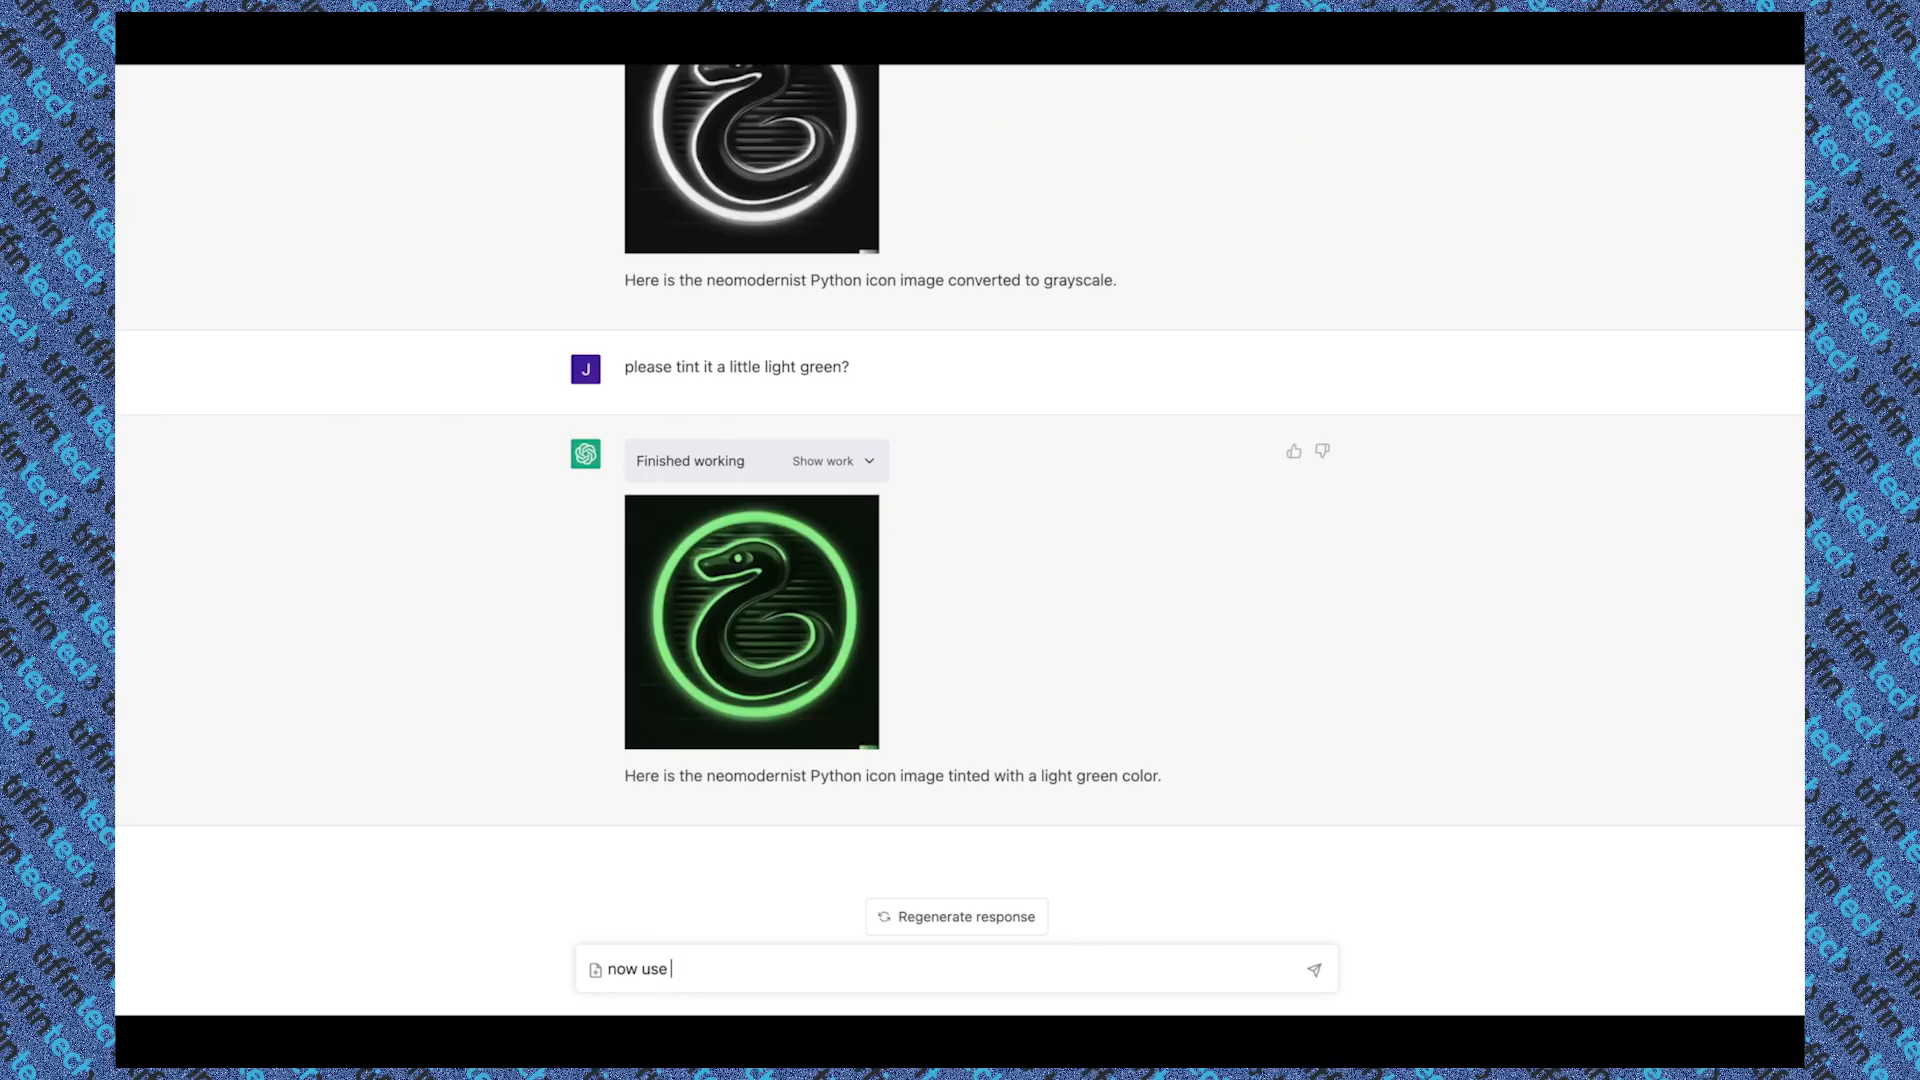 Here is the neomodernist Python icon image converted to grayscale.
J
please tint it a little light green?
Finished working
Show work
Here is the neomodernist Python icon image tinted with a light green color.
Regenerate response
now use
tiffintech